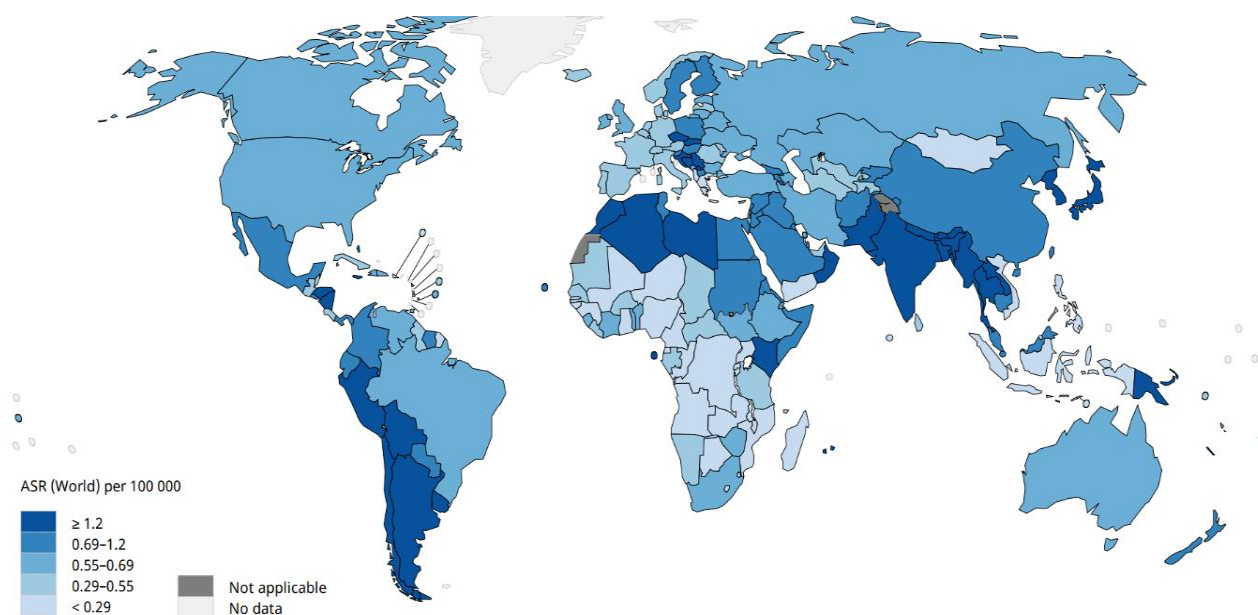 ASR (World) per 100 000
≥ 1.2
0.69–1.2
0.55–0.69
0.29–0.55
< 0.29
Not applicable
No data